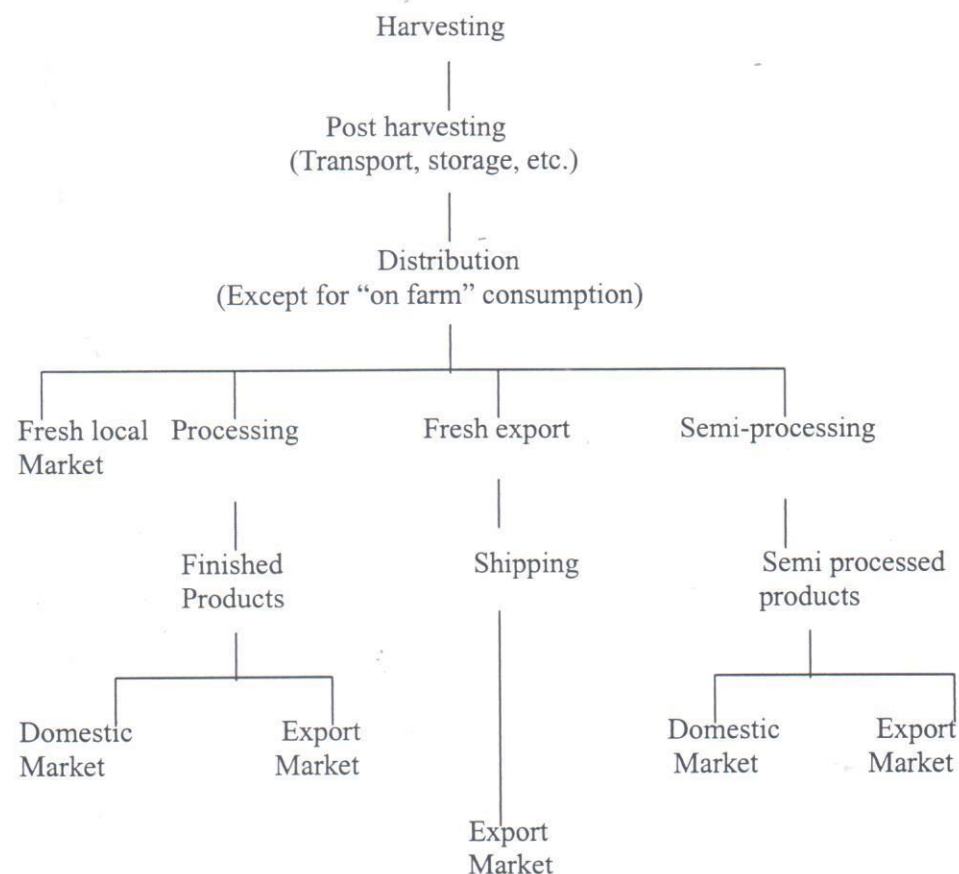 Harvesting
Post harvesting
(Transport, storage, etc.)
Distribution
(Except for “on farm” consumption)
Fresh local
Market
Processing
Fresh export
Semi-processing
Finished
Products
Shipping
Semi processed
products
Domestic
Market
Export
Market
Export
Market
Domestic
Market
Export
Market